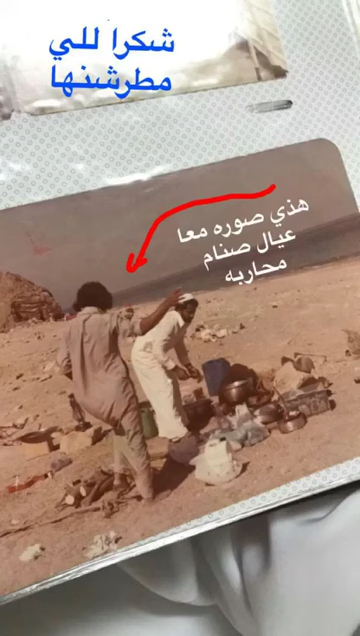 شكرا للي
مطرشنها
هذي صوره معا
عيال صنام
محاربه